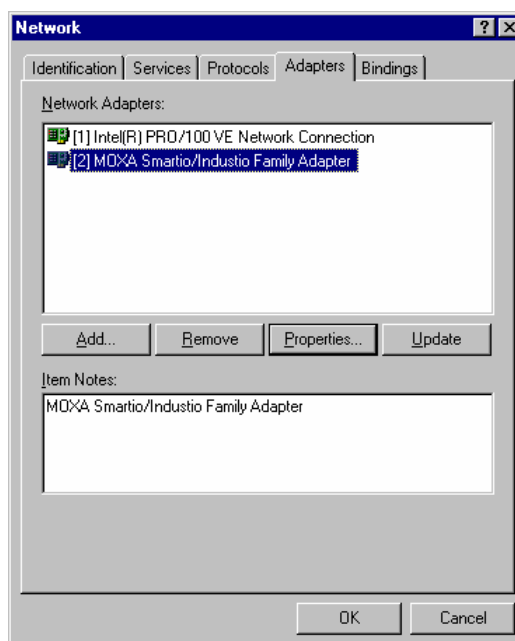 Network
Identification Services Protocols Adapters Bindings
Network Adapters:
[1] Intel(R) PRO/100 VE Network Connection
[2] MOXA Smartio/Industio Family Adapter
Add... Remove Properties... Update
Item Notes:
MOXA Smartio/Industio Family Adapter
OK Cancel